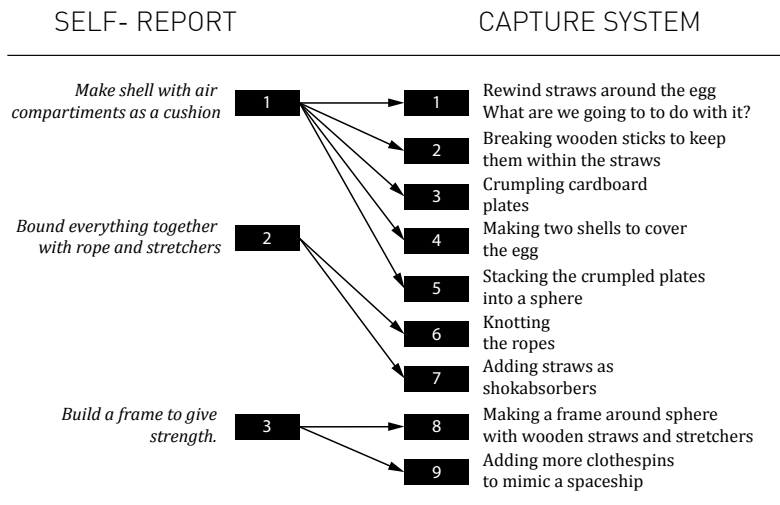 SELF- REPORT
CAPTURE SYSTEM
Make shell with air
compartiments as a cushion
1
1
Rewind straws around the egg
What are we going to to do with it?
2
Breaking wooden sticks to keep
them within the straws
3
Crumpling cardboard
plates
4
Making two shells to cover
the egg
Bound everything together
with rope and stretchers
2
5
Stacking the crumpled plates
into a sphere
6
Knotting
the ropes
7
Adding straws as
shokabsorbers
Build a frame to give
strength.
3
8
Making a frame around sphere
with wooden straws and stretchers
9
Adding more clothespins
to mimic a spaceship